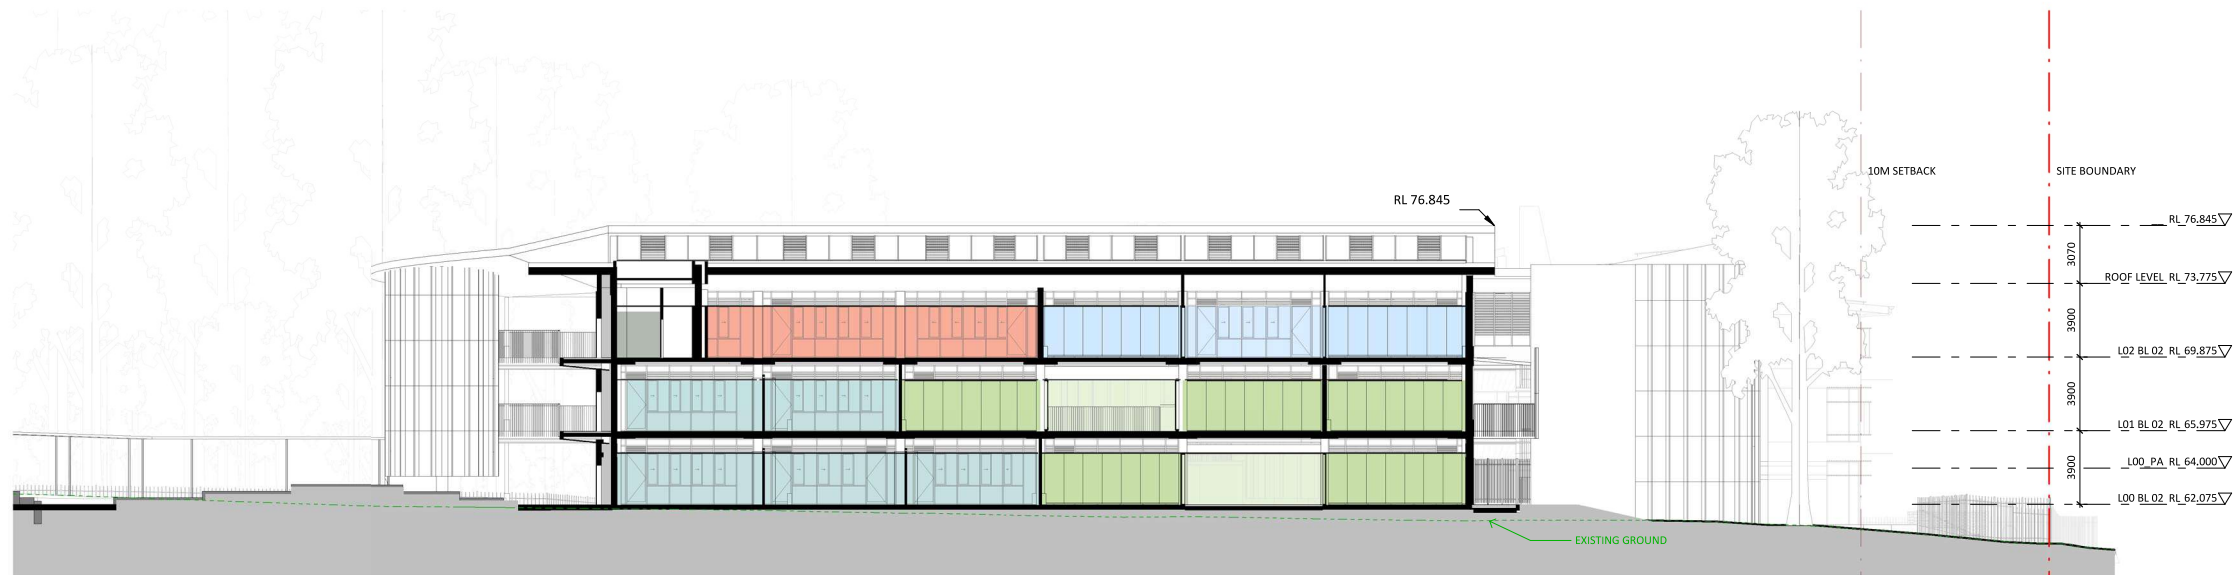 10M SETBACK
SITE BOUNDARY
RL 76.845
RL 76.845
3070
ROOF LEVEL RL 73.775
3900
L02 BL 02 RL 69.875
3900
L01 BL 02 RL 65.975
3900
L00_PA RL 64.000
L00 BL 02 RL 62.075
EXISTING GROUND